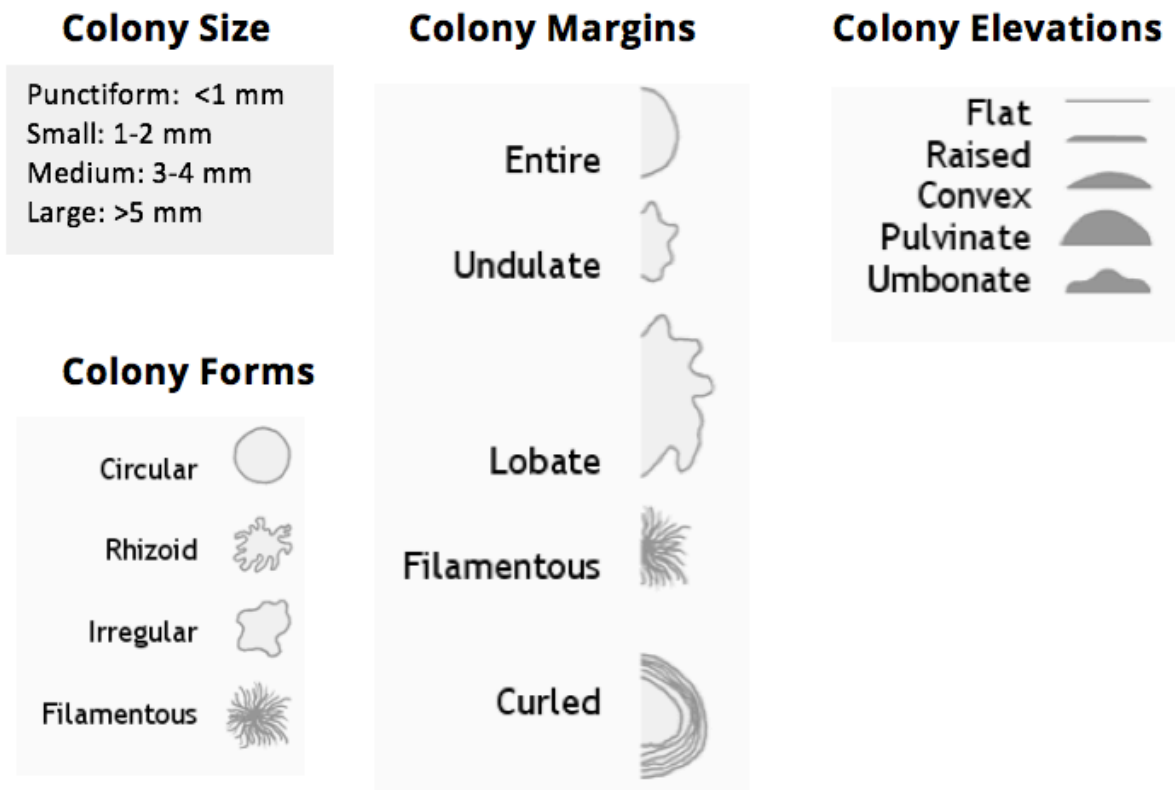 Colony Size
Punctiform:  <1 mm
Small: 1-2 mm
Medium: 3-4 mm
Large: >5 mm
Colony Forms
Circular
Rhizoid
Irregular
Filamentous
Colony Margins
Entire
Undulate
Lobate
Filamentous
Curled
Colony Elevations
Flat
Raised
Convex
Pulvinate
Umbonate